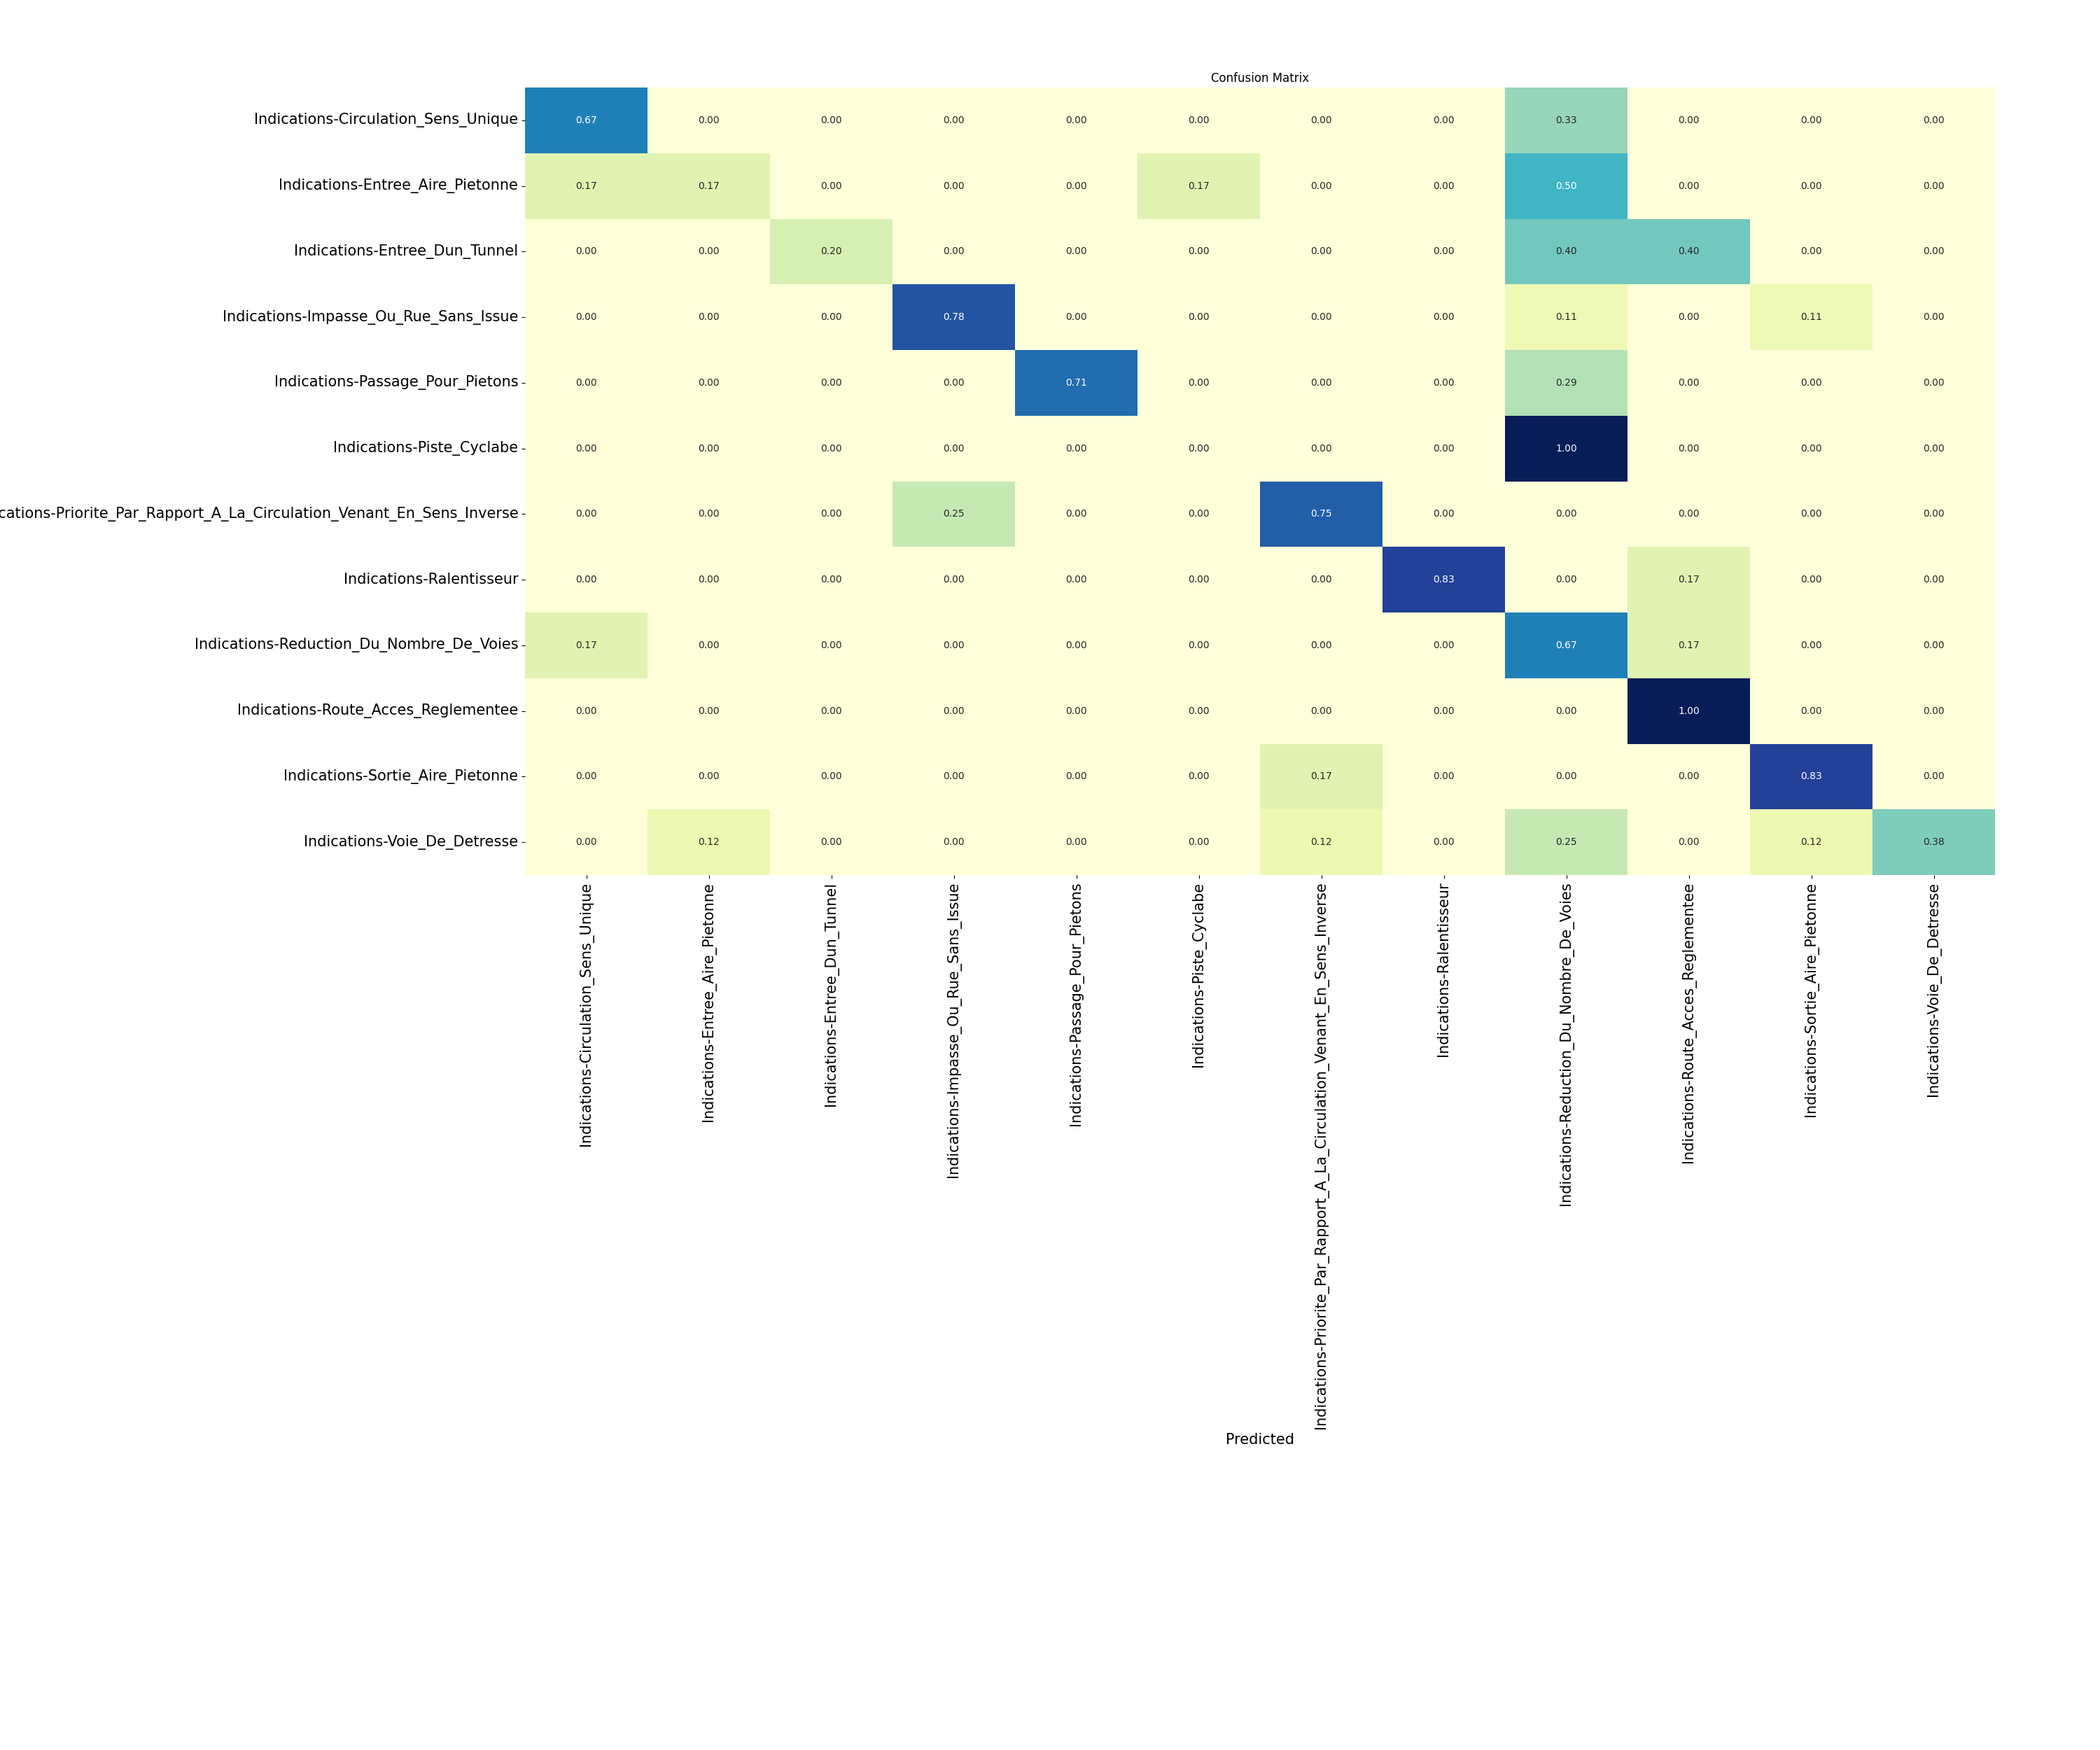 Confusion Matrix
Indications-Circulation_Sens_Unique 0.67 0.00 0.00 0.00 0.00 0.00 0.00 0.00 0.33 0.00 0.00 0.00
Indications-Entree_Aire_Pietonne 0.17 0.17 0.00 0.00 0.00 0.17 0.00 0.00 0.50 0.00 0.00 0.00
Indications-Entree_Dun_Tunnel 0.00 0.00 0.20 0.00 0.00 0.00 0.00 0.00 0.40 0.40 0.00 0.00
Indications-Impasse_Ou_Rue_Sans_Issue 0.00 0.00 0.00 0.78 0.00 0.00 0.00 0.00 0.11 0.00 0.11 0.00
Indications-Passage_Pour_Pietons 0.00 0.00 0.00 0.00 0.71 0.00 0.00 0.00 0.29 0.00 0.00 0.00
Indications-Piste_Cyclabe 0.00 0.00 0.00 0.00 0.00 0.00 0.00 0.00 1.00 0.00 0.00 0.00
cations-Priorite_Par_Rapport_A_La_Circulation_Venant_En_Sens_Inverse 0.00 0.00 0.00 0.25 0.00 0.00 0.75 0.00 0.00 0.00 0.00 0.00
Indications-Ralentisseur 0.00 0.00 0.00 0.00 0.00 0.00 0.00 0.83 0.00 0.17 0.00 0.00
Indications-Reduction_Du_Nombre_De_Voies 0.17 0.00 0.00 0.00 0.00 0.00 0.00 0.00 0.67 0.17 0.00 0.00
Indications-Route_Acces_Reglementee 0.00 0.00 0.00 0.00 0.00 0.00 0.00 0.00 0.00 1.00 0.00 0.00
Indications-Sortie_Aire_Pietonne 0.00 0.00 0.00 0.00 0.00 0.00 0.17 0.00 0.00 0.00 0.83 0.00
Indications-Voie_De_Detresse 0.00 0.12 0.00 0.00 0.00 0.00 0.12 0.00 0.25 0.00 0.12 0.38
Indications-Circulation_Sens_Unique
Indications-Entree_Aire_Pietonne
Indications-Entree_Dun_Tunnel
Indications-Impasse_Ou_Rue_Sans_Issue
Indications-Passage_Pour_Pietons
Indications-Piste_Cyclabe
Indications-Priorite_Par_Rapport_A_La_Circulation_Venant_En_Sens_Inverse
Indications-Ralentisseur
Indications-Reduction_Du_Nombre_De_Voies
Indications-Route_Acces_Reglementee
Indications-Sortie_Aire_Pietonne
Indications-Voie_De_Detresse
Predicted